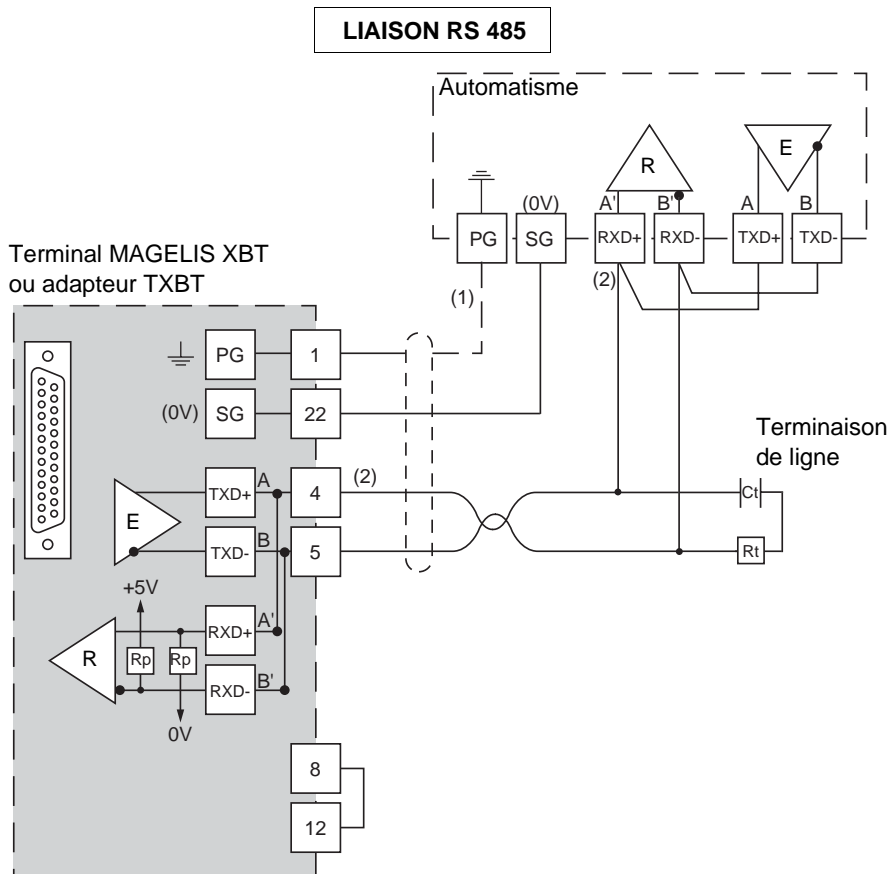 LIAISON RS 485
Automatisme
R
E
(0V)
A'
B'
A
B
PG
SG
RXD+
RXD-
TXD+
TXD-
(1)
(2)
Terminal MAGELIS XBT
ou adapteur TXBT
PG
1
(0V)
SG
22
TXD+
A
4
(2)
E
TXD-
B
5
+5V
RXD+
A'
R
Rp
Rp
RXD-
B'
0V
8
12
Terminaison
de ligne
Ct
Rt